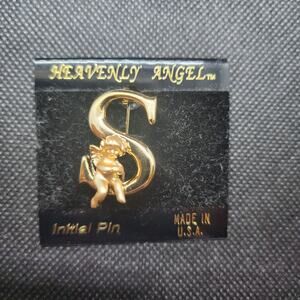 HEAVENLY ANGEL™
S
Initial Pin
MADE IN
U.S.A.